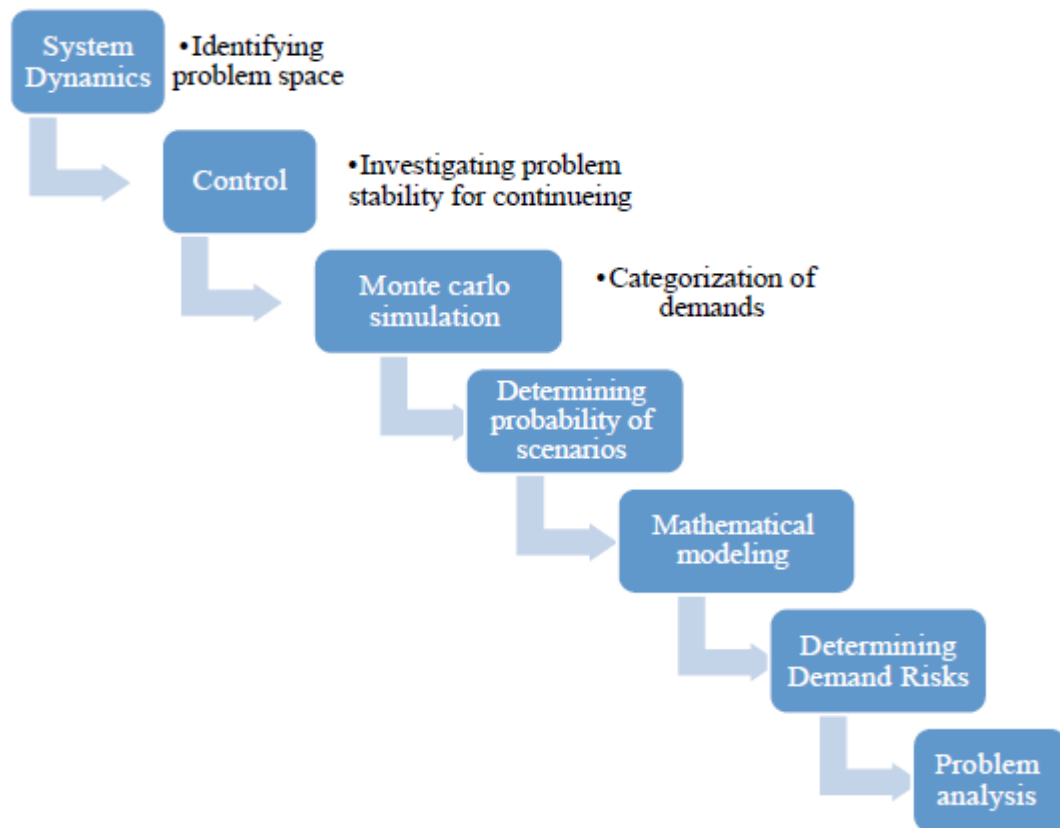 System
Dynamics
•Identifying
problem space
Control
•Investigating problem
stability for continueing
Monte carlo
simulation
•Categorization of
demands
Determining
probability of
scenarios
Mathematical
modeling
Determining
Demand Risks
Problem
analysis